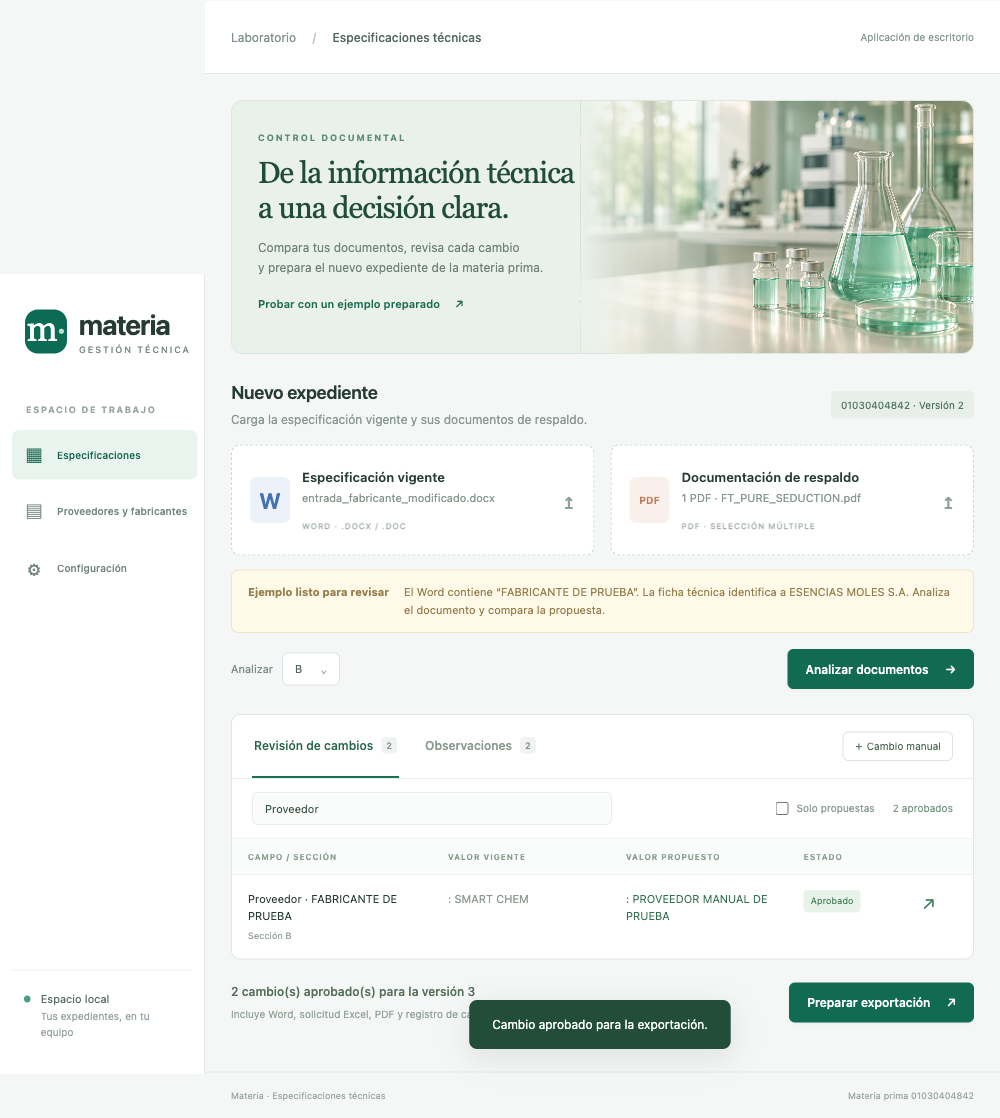 Laboratorio / Especificaciones técnicas
Aplicación de escritorio
CONTROL DOCUMENTAL
De la información técnica
a una decisión clara.
Compara tus documentos, revisa cada cambio
y prepara el nuevo expediente de la materia prima.
Probar con un ejemplo preparado ↗
m.
materia
GESTIÓN TÉCNICA
ESPACIO DE TRABAJO
Especificaciones
Proveedores y fabricantes
Configuración
Espacio local
Tus expedientes, en tu
equipo
Nuevo expediente
Carga la especificación vigente y sus documentos de respaldo.
01030404842 · Versión 2
W
Especificación vigente
entrada_fabricante_modificado.docx
WORD · .DOCX / .DOC
PDF
Documentación de respaldo
1 PDF · FT_PURE_SEDUCTION.pdf
PDF · SELECCIÓN MÚLTIPLE
Ejemplo listo para revisar
El Word contiene “FABRICANTE DE PRUEBA”. La ficha técnica identifica a ESENCIAS MOLES S.A. Analiza
el documento y compara la propuesta.
Analizar
B
Analizar documentos →
Revisión de cambios 2
Observaciones 2
+ Cambio manual
Proveedor
Solo propuestas
2 aprobados
CAMPO / SECCIÓN
VALOR VIGENTE
VALOR PROPUESTO
ESTADO
Proveedor · FABRICANTE DE
PRUEBA
Sección B
: SMART CHEM
: PROVEEDOR MANUAL DE
PRUEBA
Aprobado
↗
2 cambio(s) aprobado(s) para la versión 3
Incluye Word, solicitud Excel, PDF y registro de
Preparar exportación ↗
Cambio aprobado para la exportación.
Materia · Especificaciones técnicas
Materia prima 01030404842